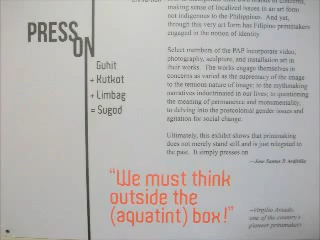 making sense of localized issues in an art form
not indigenous to the Philippines. And yet,
through this very art form has Filipino printmakers
engaged in the notion of identity
PRESS
ON
Guhit
+ Kutkot
+ Limbag
= Sugod
Select members of the PAP incorporate video,
photography, sculpture, and installation art in
their works. The works engage themselves in
concerns as varied as the supremacy of the image
to the tenuous nature of image; to the mythmaking
narratives indoctrinated in our lives; to questioning
the meaning of permanence and monumentality,
to delving into the postcolonial gender issues and
agitation for social change.
Ultimately, this exhibit shows that printmaking
does not merely stand still and is just relegated to
the past. It simply presses on
“We must think
outside the
(aquatint) box!”
one of the country's
pioneer printmakers